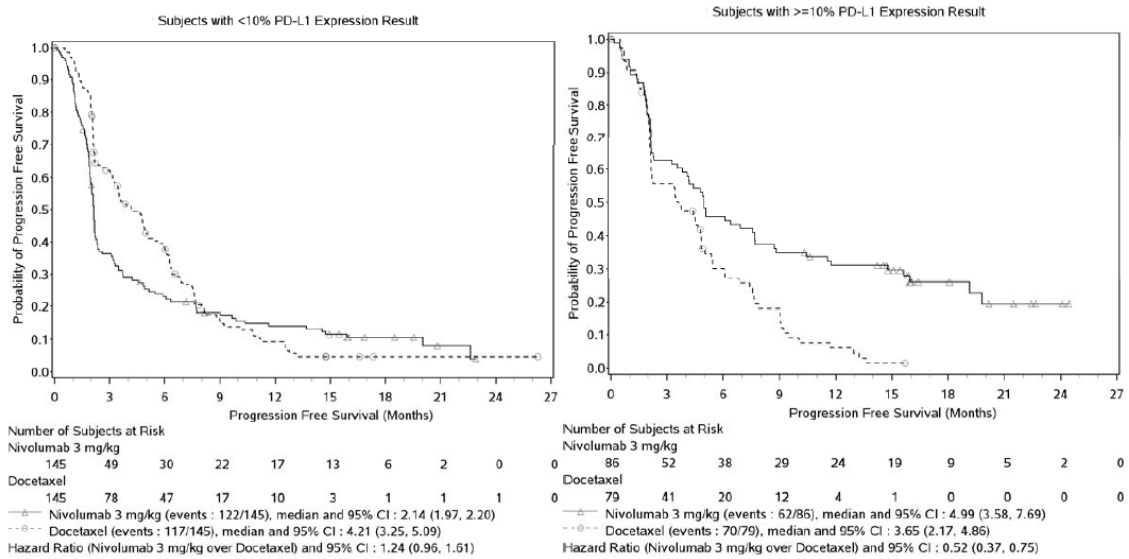 Subjects with <10% PD-L1 Expression Result
1.0
0.9
0.8
0.7
0.6
0.5
0.4
0.3
0.2
0.1
0.0
Probability of Progression Free Survival
0 3 6 9 12 15 18 21 24 27
Progression Free Survival (Months)
Number of Subjects at Risk
Nivolumab 3 mg/kg
145 49 30 22 17 13 6 2 0 0
Docetaxel
145 78 47 17 10 3 1 1 1 0
Nivolumab 3 mg/kg (events : 122/145), median and 95% CI : 2.14 (1.97, 2.20)
Docetaxel (events : 117/145), median and 95% CI : 4.21 (3.25, 5.09)
Hazard Ratio (Nivolumab 3 mg/kg over Docetaxel) and 95% CI : 1.24 (0.96, 1.61)
Subjects with >=10% PD-L1 Expression Result
1.0
0.9
0.8
0.7
0.6
0.5
0.4
0.3
0.2
0.1
0.0
Probability of Progression Free Survival
0 3 6 9 12 15 18 21 24 27
Progression Free Survival (Months)
Number of Subjects at Risk
Nivolumab 3 mg/kg
86 52 38 29 24 19 9 5 2 0
Docetaxel
79 41 20 12 4 1 0 0 0 0
Nivolumab 3 mg/kg (events : 62/86), median and 95% CI : 4.99 (3.58, 7.69)
Docetaxel (events : 70/79), median and 95% CI : 3.65 (2.17, 4.86)
Hazard Ratio (Nivolumab 3 mg/kg over Docetaxel) and 95% CI : 0.52 (0.37, 0.75)